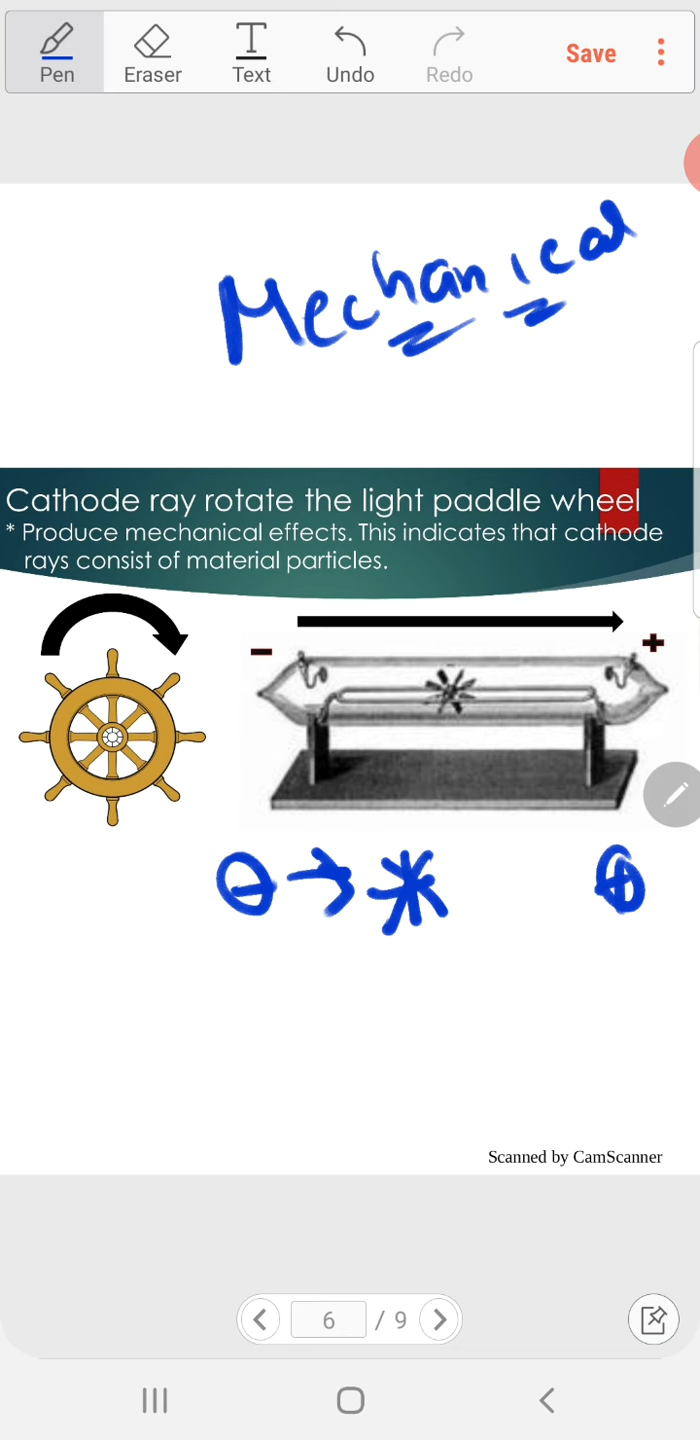 Pen Eraser Text Undo Redo Save
Mechanical
Cathode ray rotate the light paddle wheel
* Produce mechanical effects. This indicates that cathode
rays consist of material particles.
- +
Scanned by CamScanner
6 / 9